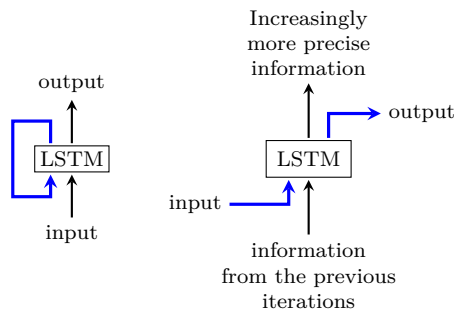 output
LSTM
input
Increasingly
more precise
information
output
LSTM
input
information
from the previous
iterations